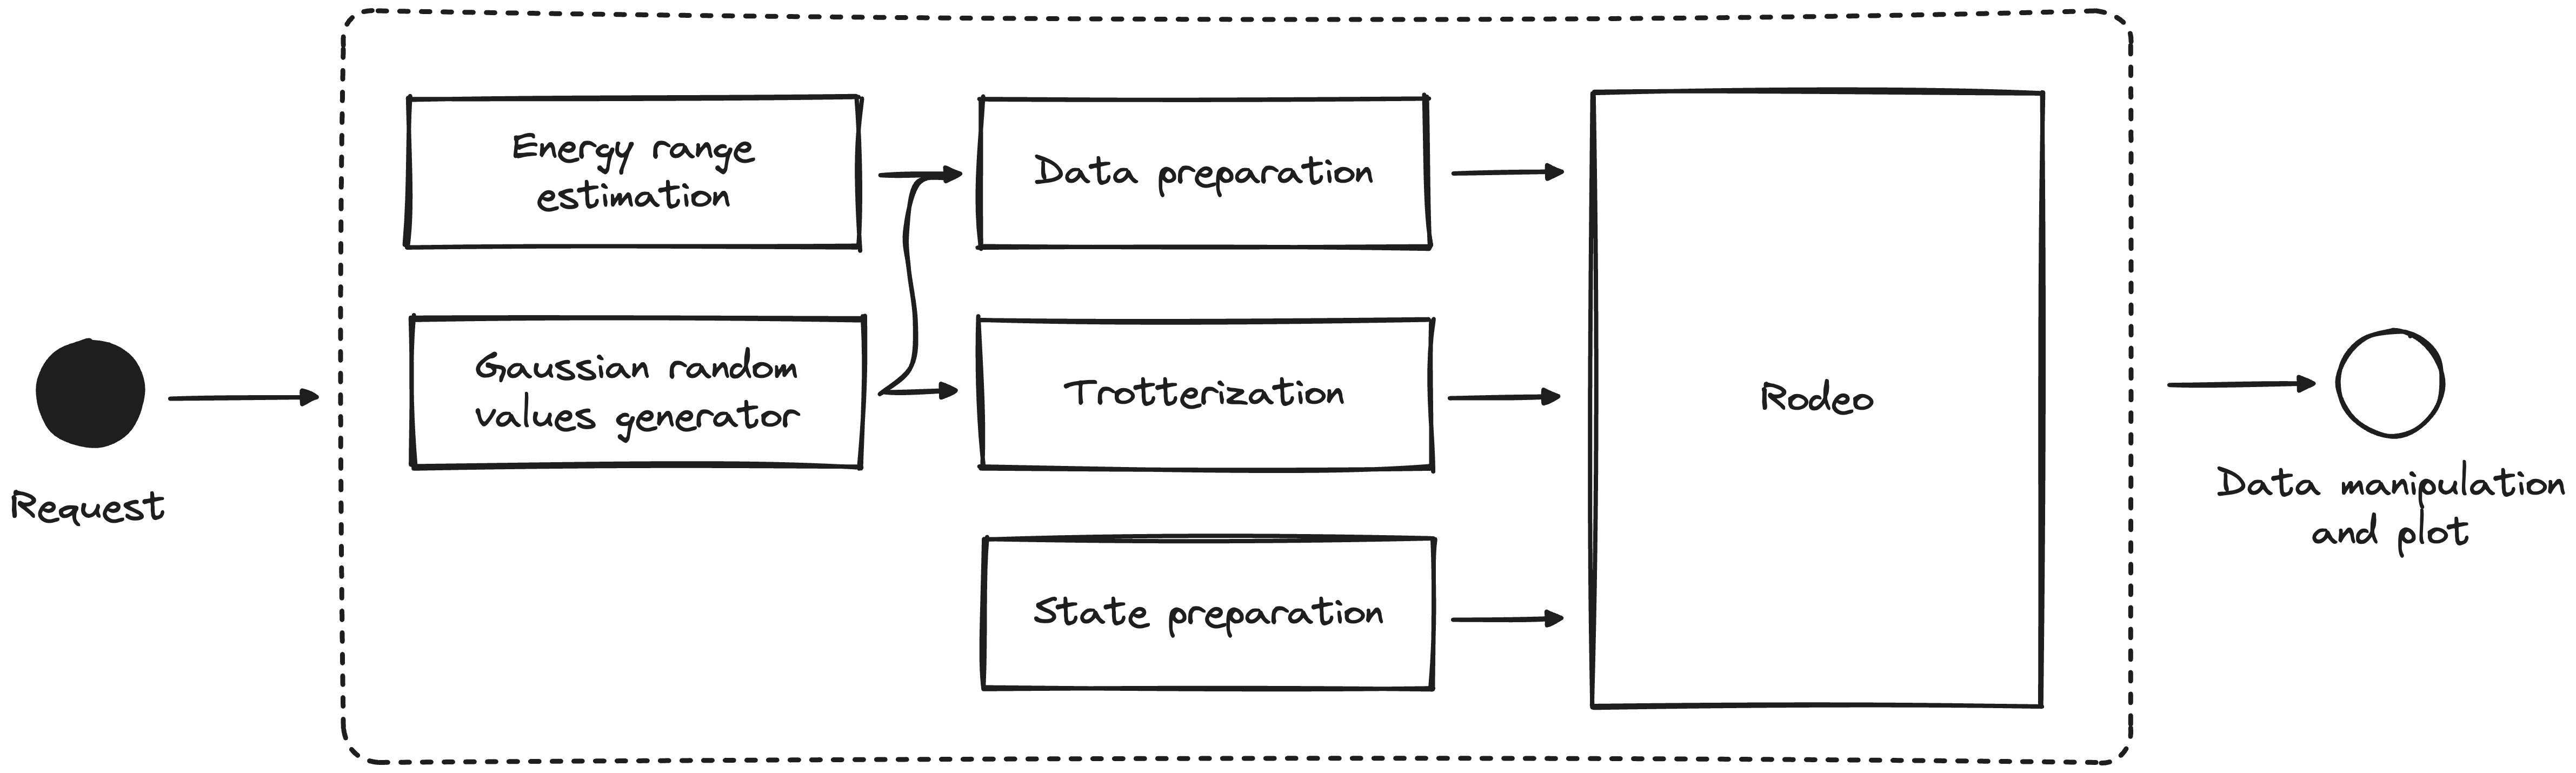 Request
Energy range
estimation
Gaussian random
values generator
Data preparation
Trotterization
State preparation
Rodeo
Data manipulation
and plot